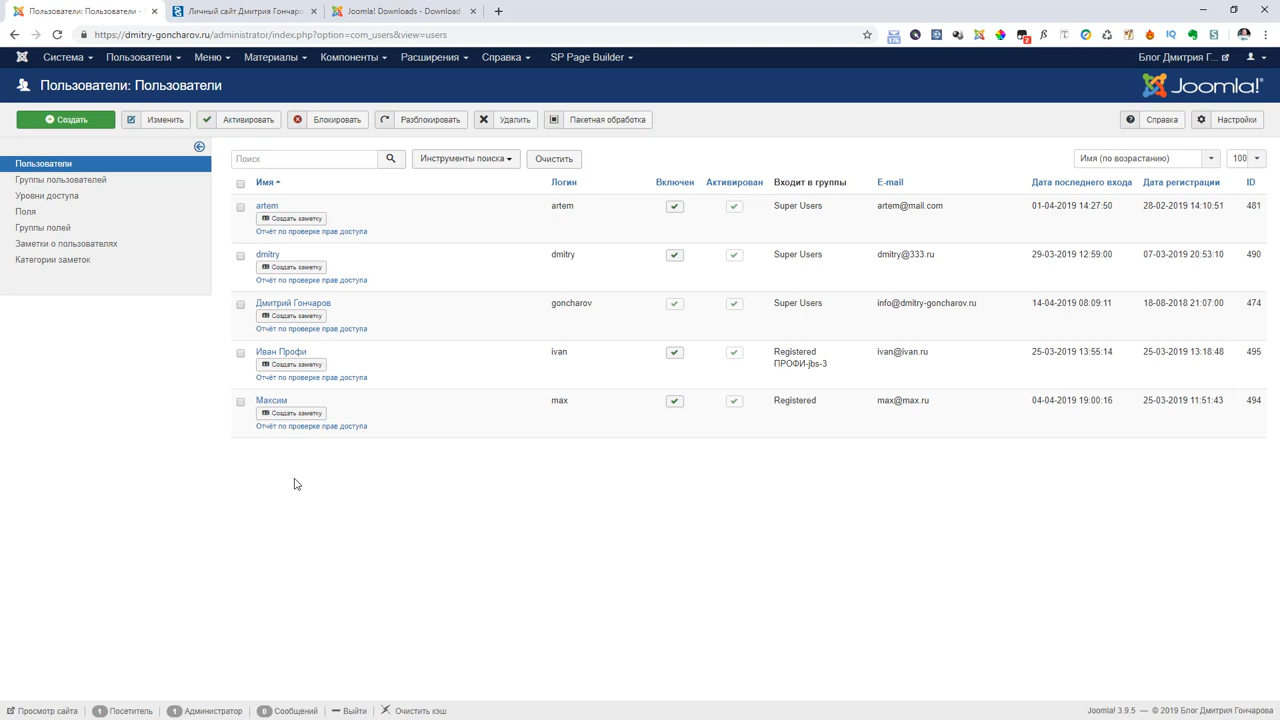 Пользователи: Пользователи -
Личный сайт Дмитрия Гончаров
Joomla! Downloads - Download
https://dmitry-goncharov.ru/administrator/index.php?option=com_users&view=users
Система Пользователи Меню Материалы Компоненты Расширения Справка SP Page Builder Блог Дмитрия Г...
Пользователи: Пользователи
Joomla!
Создать Изменить Активировать Блокировать Разблокировать Удалить Пакетная обработка Справка Настройки
Пользователи
Группы пользователей
Уровни доступа
Поля
Группы полей
Заметки о пользователях
Категории заметок
Поиск Инструменты поиска Очистить Имя (по возрастанию) 100
Имя Логин Включен Активирован Входит в группы E-mail Дата последнего входа Дата регистрации ID
artem artem Super Users artem@mail.com 01-04-2019 14:27:50 28-02-2019 14:10:51 481
Создать заметку
Отчёт по проверке прав доступа
dmitry dmitry Super Users dmitry@333.ru 29-03-2019 12:59:00 07-03-2019 20:53:10 490
Создать заметку
Отчёт по проверке прав доступа
Дмитрий Гончаров goncharov Super Users info@dmitry-goncharov.ru 14-04-2019 08:09:11 18-08-2018 21:07:00 474
Создать заметку
Отчёт по проверке прав доступа
Иван Профи ivan Registered ivan@ivan.ru 25-03-2019 13:55:14 25-03-2019 13:18:48 495
ПРОФИ-jbs-3
Создать заметку
Отчёт по проверке прав доступа
Максим max Registered max@max.ru 04-04-2019 19:00:16 25-03-2019 11:51:43 494
Создать заметку
Отчёт по проверке прав доступа
Просмотр сайта 1 Посетитель 1 Администратор 0 Сообщений Выйти Очистить кэш Joomla! 3.9.5 — © 2019 Блог Дмитрия Гончарова